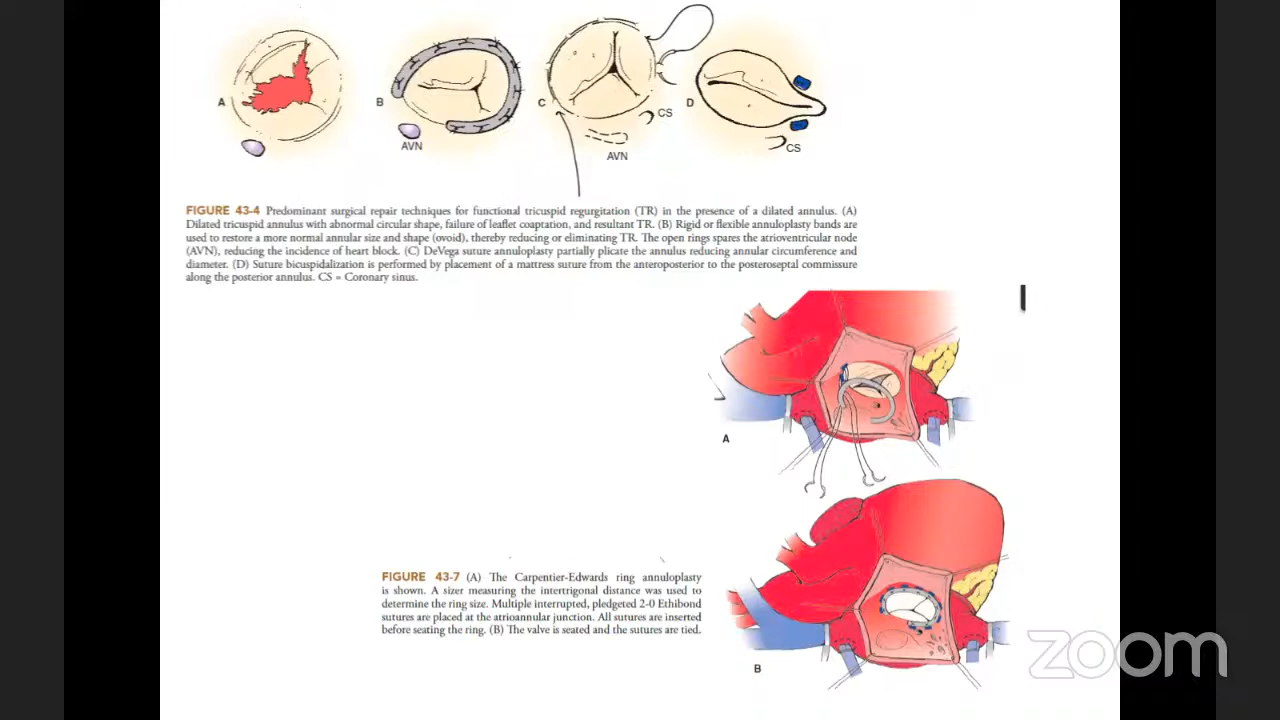 A
B
AVN
C
CS
AVN
D
CS
FIGURE 43-4 Predominant surgical repair techniques for functional tricuspid regurgitation (TR) in the presence of a dilated annulus. (A)
Dilated tricuspid annulus with abnormal circular shape, failure of leaflet coaptation, and resultant TR. (B) Rigid or flexible annuloplasty bands are
used to restore a more normal annular size and shape (ovoid), thereby reducing or eliminating TR. The open rings spares the atrioventricular node
(AVN), reducing the incidence of heart block. (C) DeVega suture annuloplasty partially plicate the annulus reducing annular circumference and
diameter. (D) Suture bicuspidalization is performed by placement of a mattress suture from the anteroposterior to the posteroseptal commissure
along the posterior annulus. CS = Coronary sinus.
A
FIGURE 43-7 (A) The Carpentier-Edwards ring annuloplasty
is shown. A sizer measuring the intertrigonal distance was used to
determine the ring size. Multiple interrupted, pledgeted 2-0 Ethibond
sutures are placed at the atrioannular junction. All sutures are inserted
before seating the ring. (B) The valve is seated and the sutures are tied.
B
zoom